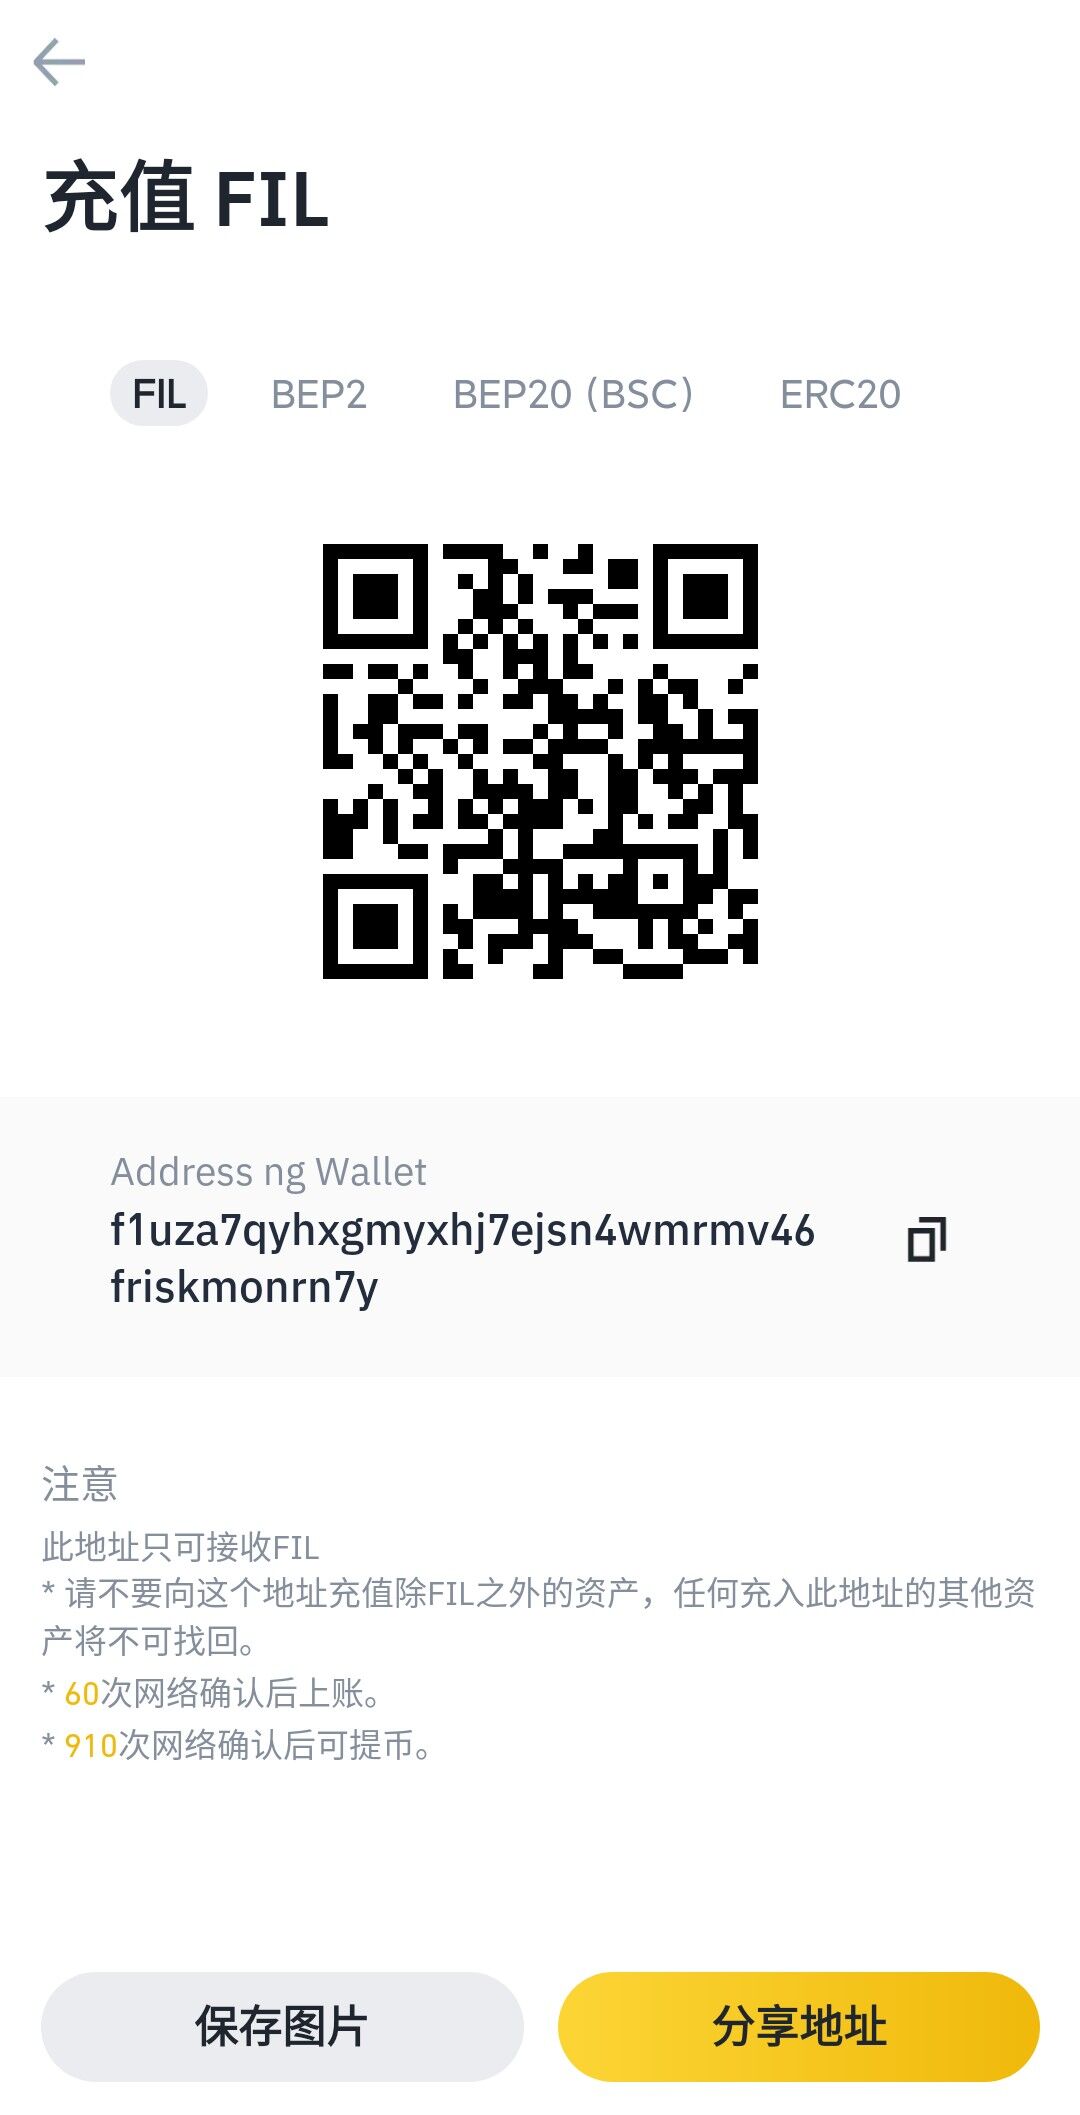 充值 FIL
FIL
BEP2
BEP20 (BSC)
ERC20
Address ng Wallet
f1uza7qyhxgmyxhj7ejsn4wmrmv46
friskmonrn7y
注意
此地址只可接收FIL
* 请不要向这个地址充值除FIL之外的资产，任何充入此地址的其他资
产将不可找回。
* 60次网络确认后上账。
* 910次网络确认后可提币。
保存图片
分享地址